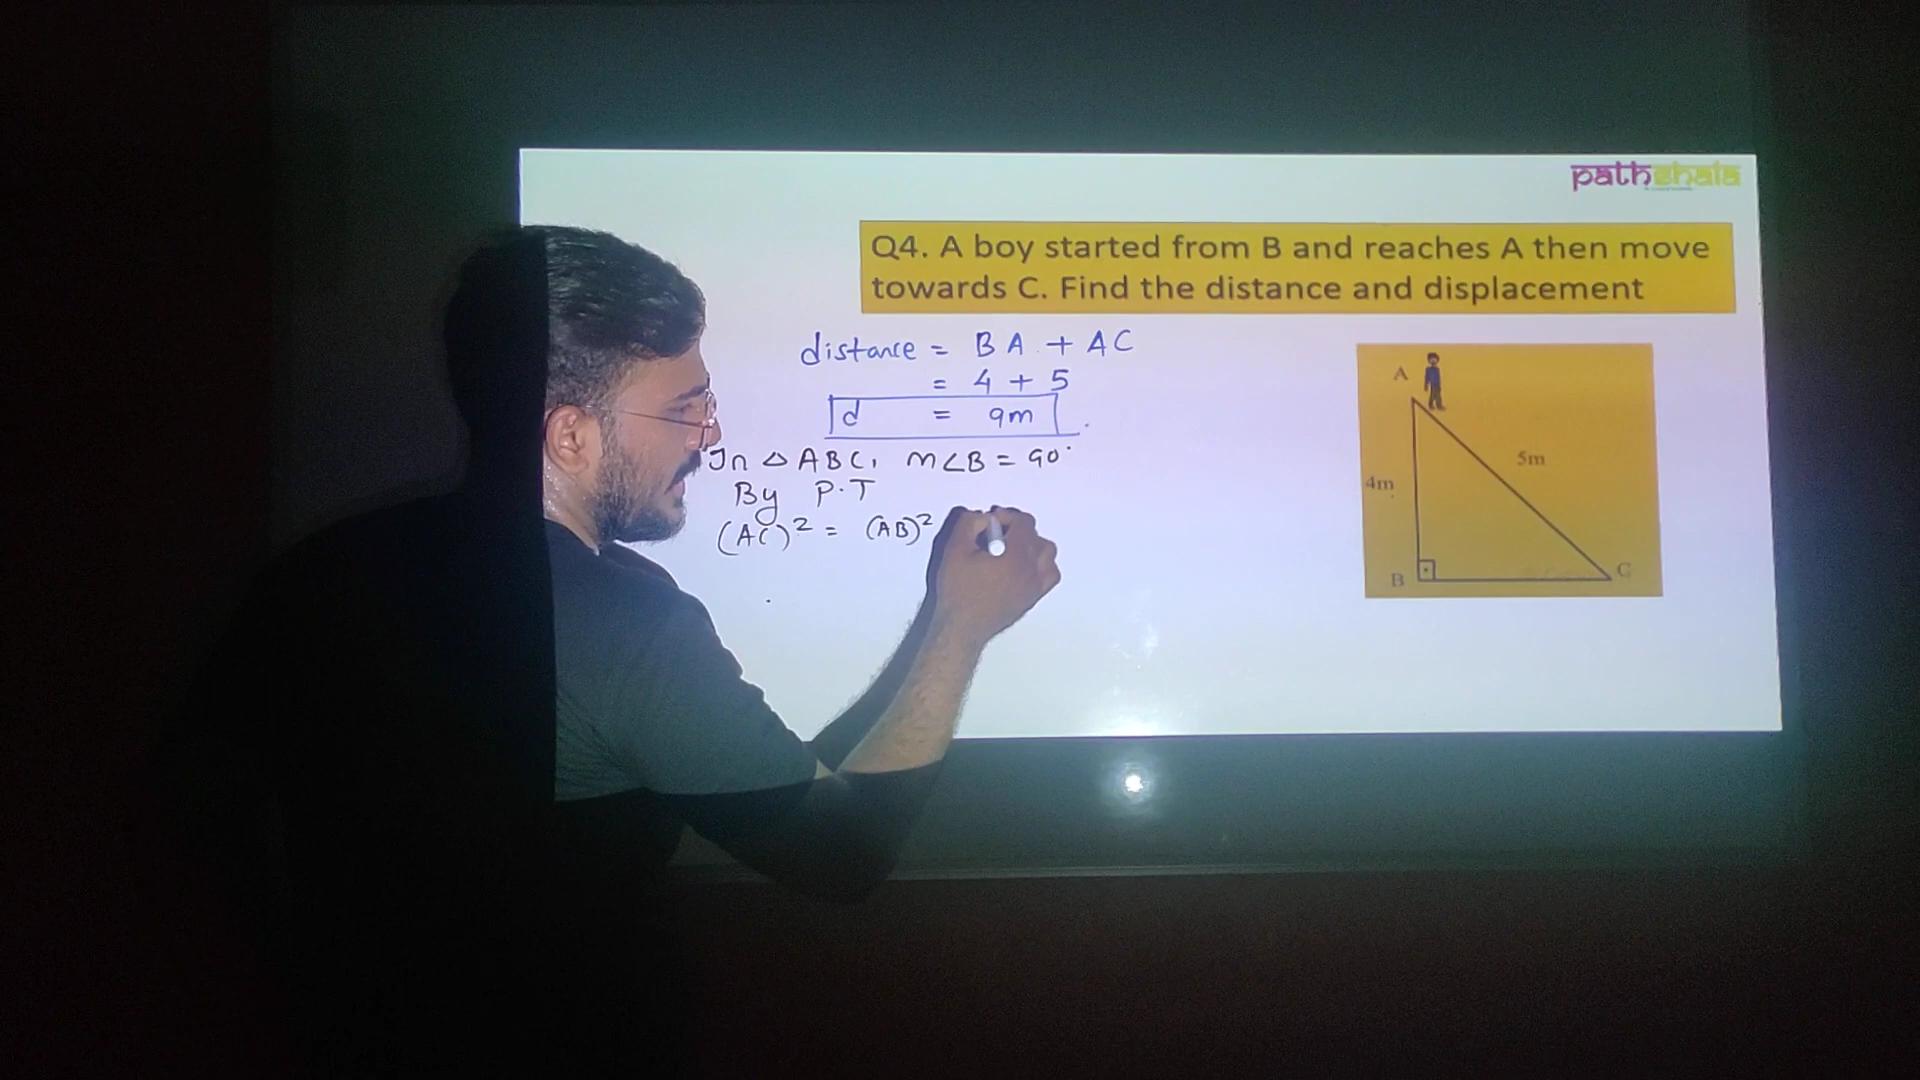 pathshala
Q4. A boy started from B and reaches A then move
towards C. Find the distance and displacement
distance = BA + AC
= 4 + 5
d = 9m
In △ABC, m∠B = 90°
By P.T
(AC)² = (AB)²
A
5m
4m
B
C